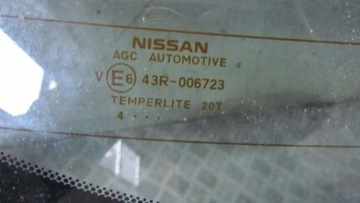 NISSAN
AGC AUTOMOTIVE
V E6 43R-006723
TEMPERLITE 20T
4 ...